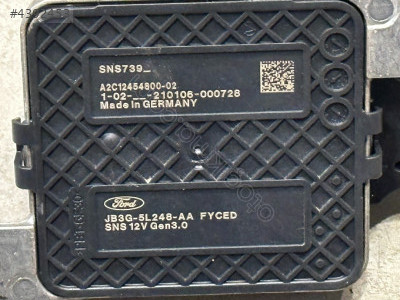 SNS739_
A2C12454800-02
1-02-__-210106-000728
Made in GERMANY
Ford
JB3G-5L248-AA FYCED
SNS 12V Gen3.0